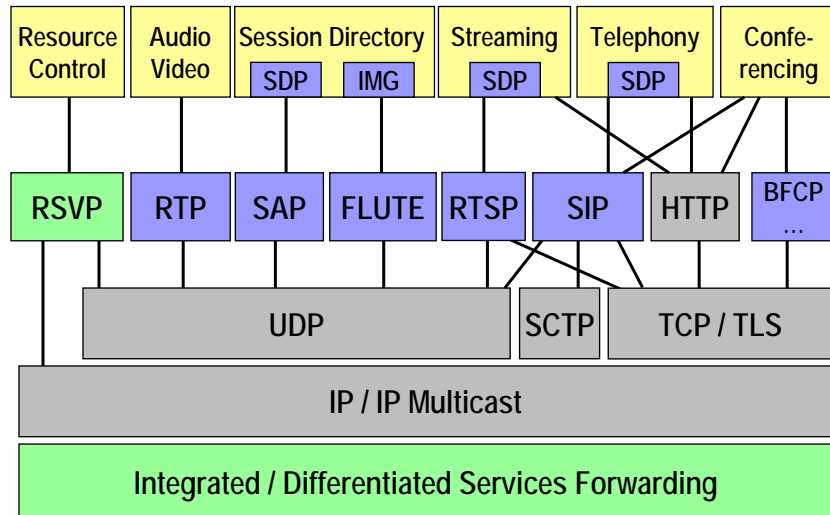 Resource
Control
Audio
Video
Session Directory
SDP
IMG
Streaming
SDP
Telephony
SDP
Confe-
rencing
RSVP
RTP
SAP
FLUTE
RTSP
SIP
HTTP
BFCP
...
UDP
SCTP
TCP / TLS
IP / IP Multicast
Integrated / Differentiated Services Forwarding